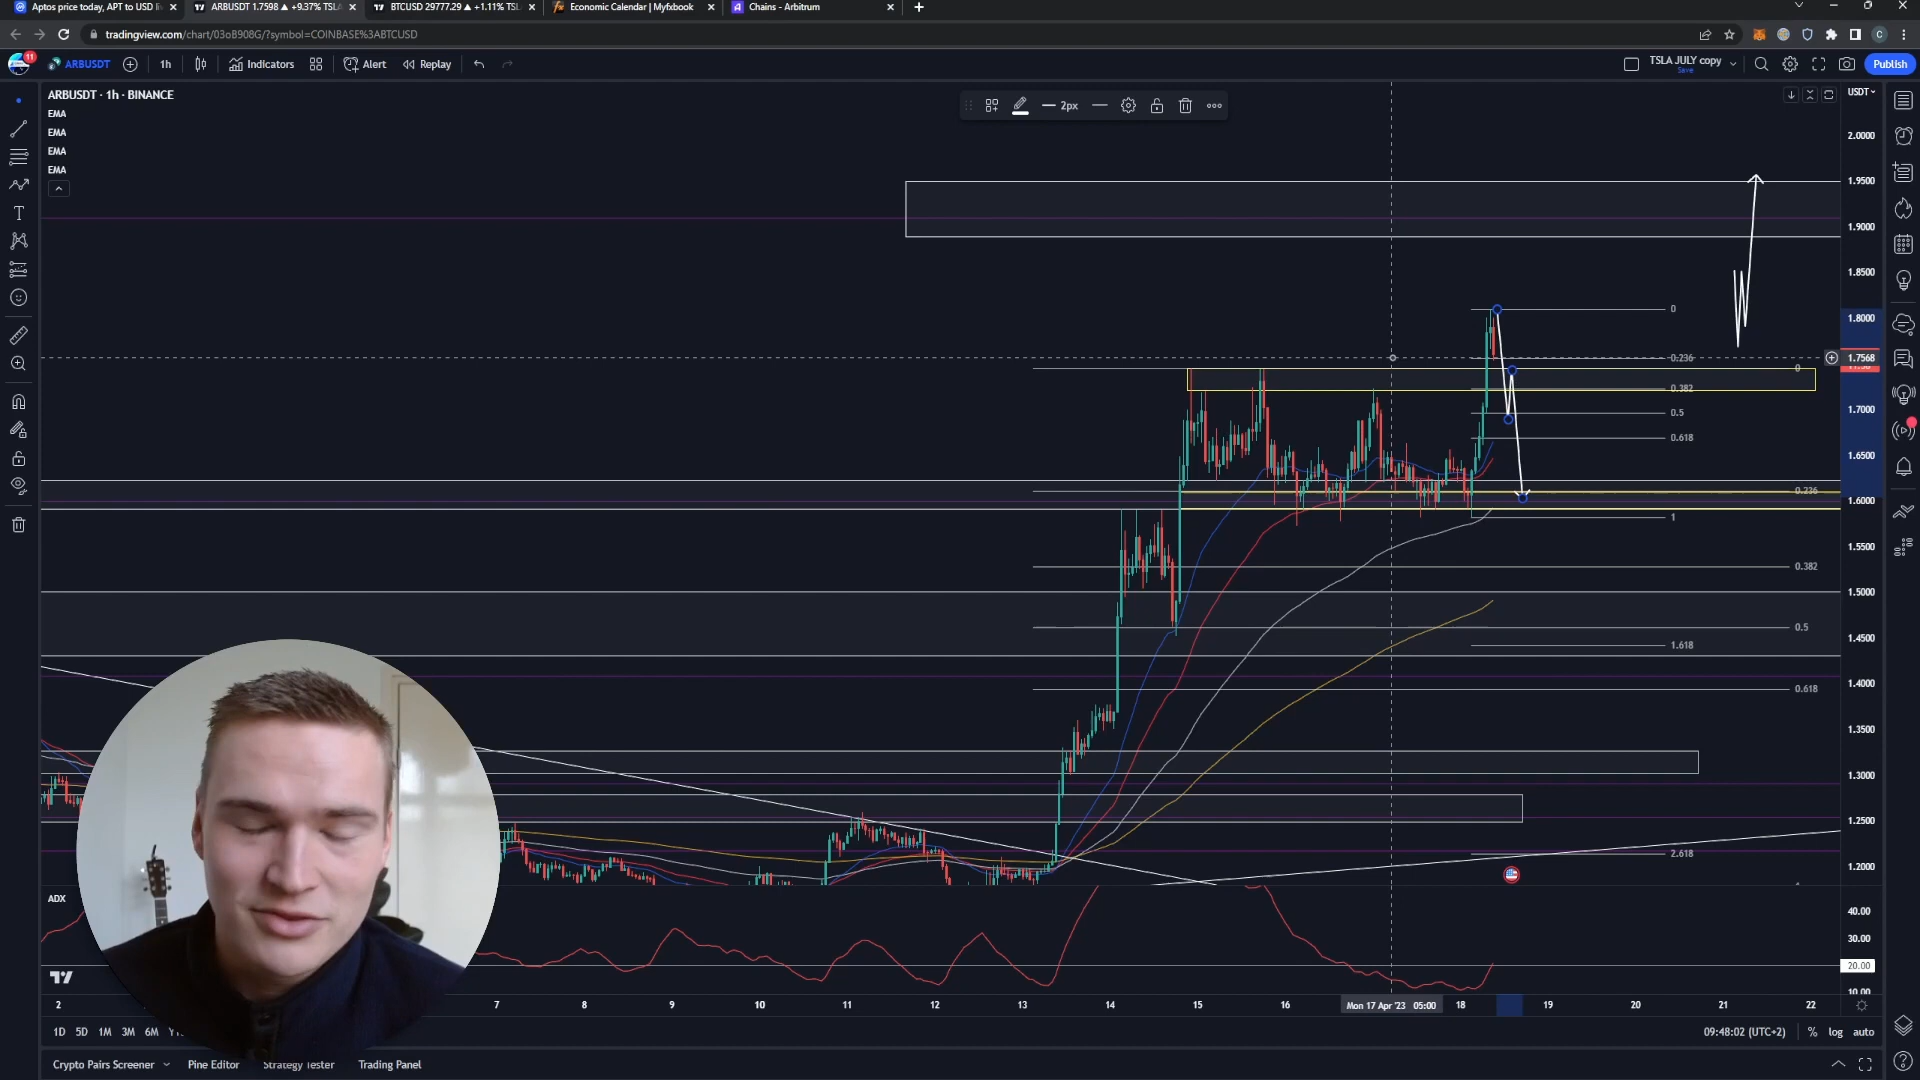 Aptos price today, APT to USD li
ARBUSDT 1.7598 ▲ +9.37% TSLA
BTCUSD 29777.29 ▲ +1.11% TSL
Economic Calendar | Myfxbook
Chains - Arbitrum
tradingview.com/chart/03oB908G/?symbol=COINBASE%3ABTCUSD
C
11
ARBUSDT
1h
Indicators
Alert
Replay
TSLA JULY copy
Save
Publish
ARBUSDT · 1h · BINANCE
2px
USDT
EMA
EMA
EMA
EMA
2.0000
1.9500
1.9000
1.8500
0
1.8000
0.236
1.7568
0
0.382
0.5
1.7000
0.618
1.6500
0.236
1.6000
1
1.5500
0.382
1.5000
0.5
1.4500
1.618
1.4000
0.618
1.3500
1.3000
1.2500
2.618
1.2000
ADX
40.00
30.00
20.00
10.00
2
7
8
9
10
11
12
13
14
15
16
Mon 17 Apr '23 05:00
18
19
20
21
22
1D 5D 1M 3M 6M
09:48:02 (UTC+2)
%
log
auto
Crypto Pairs Screener
Pine Editor
Strategy Tester
Trading Panel